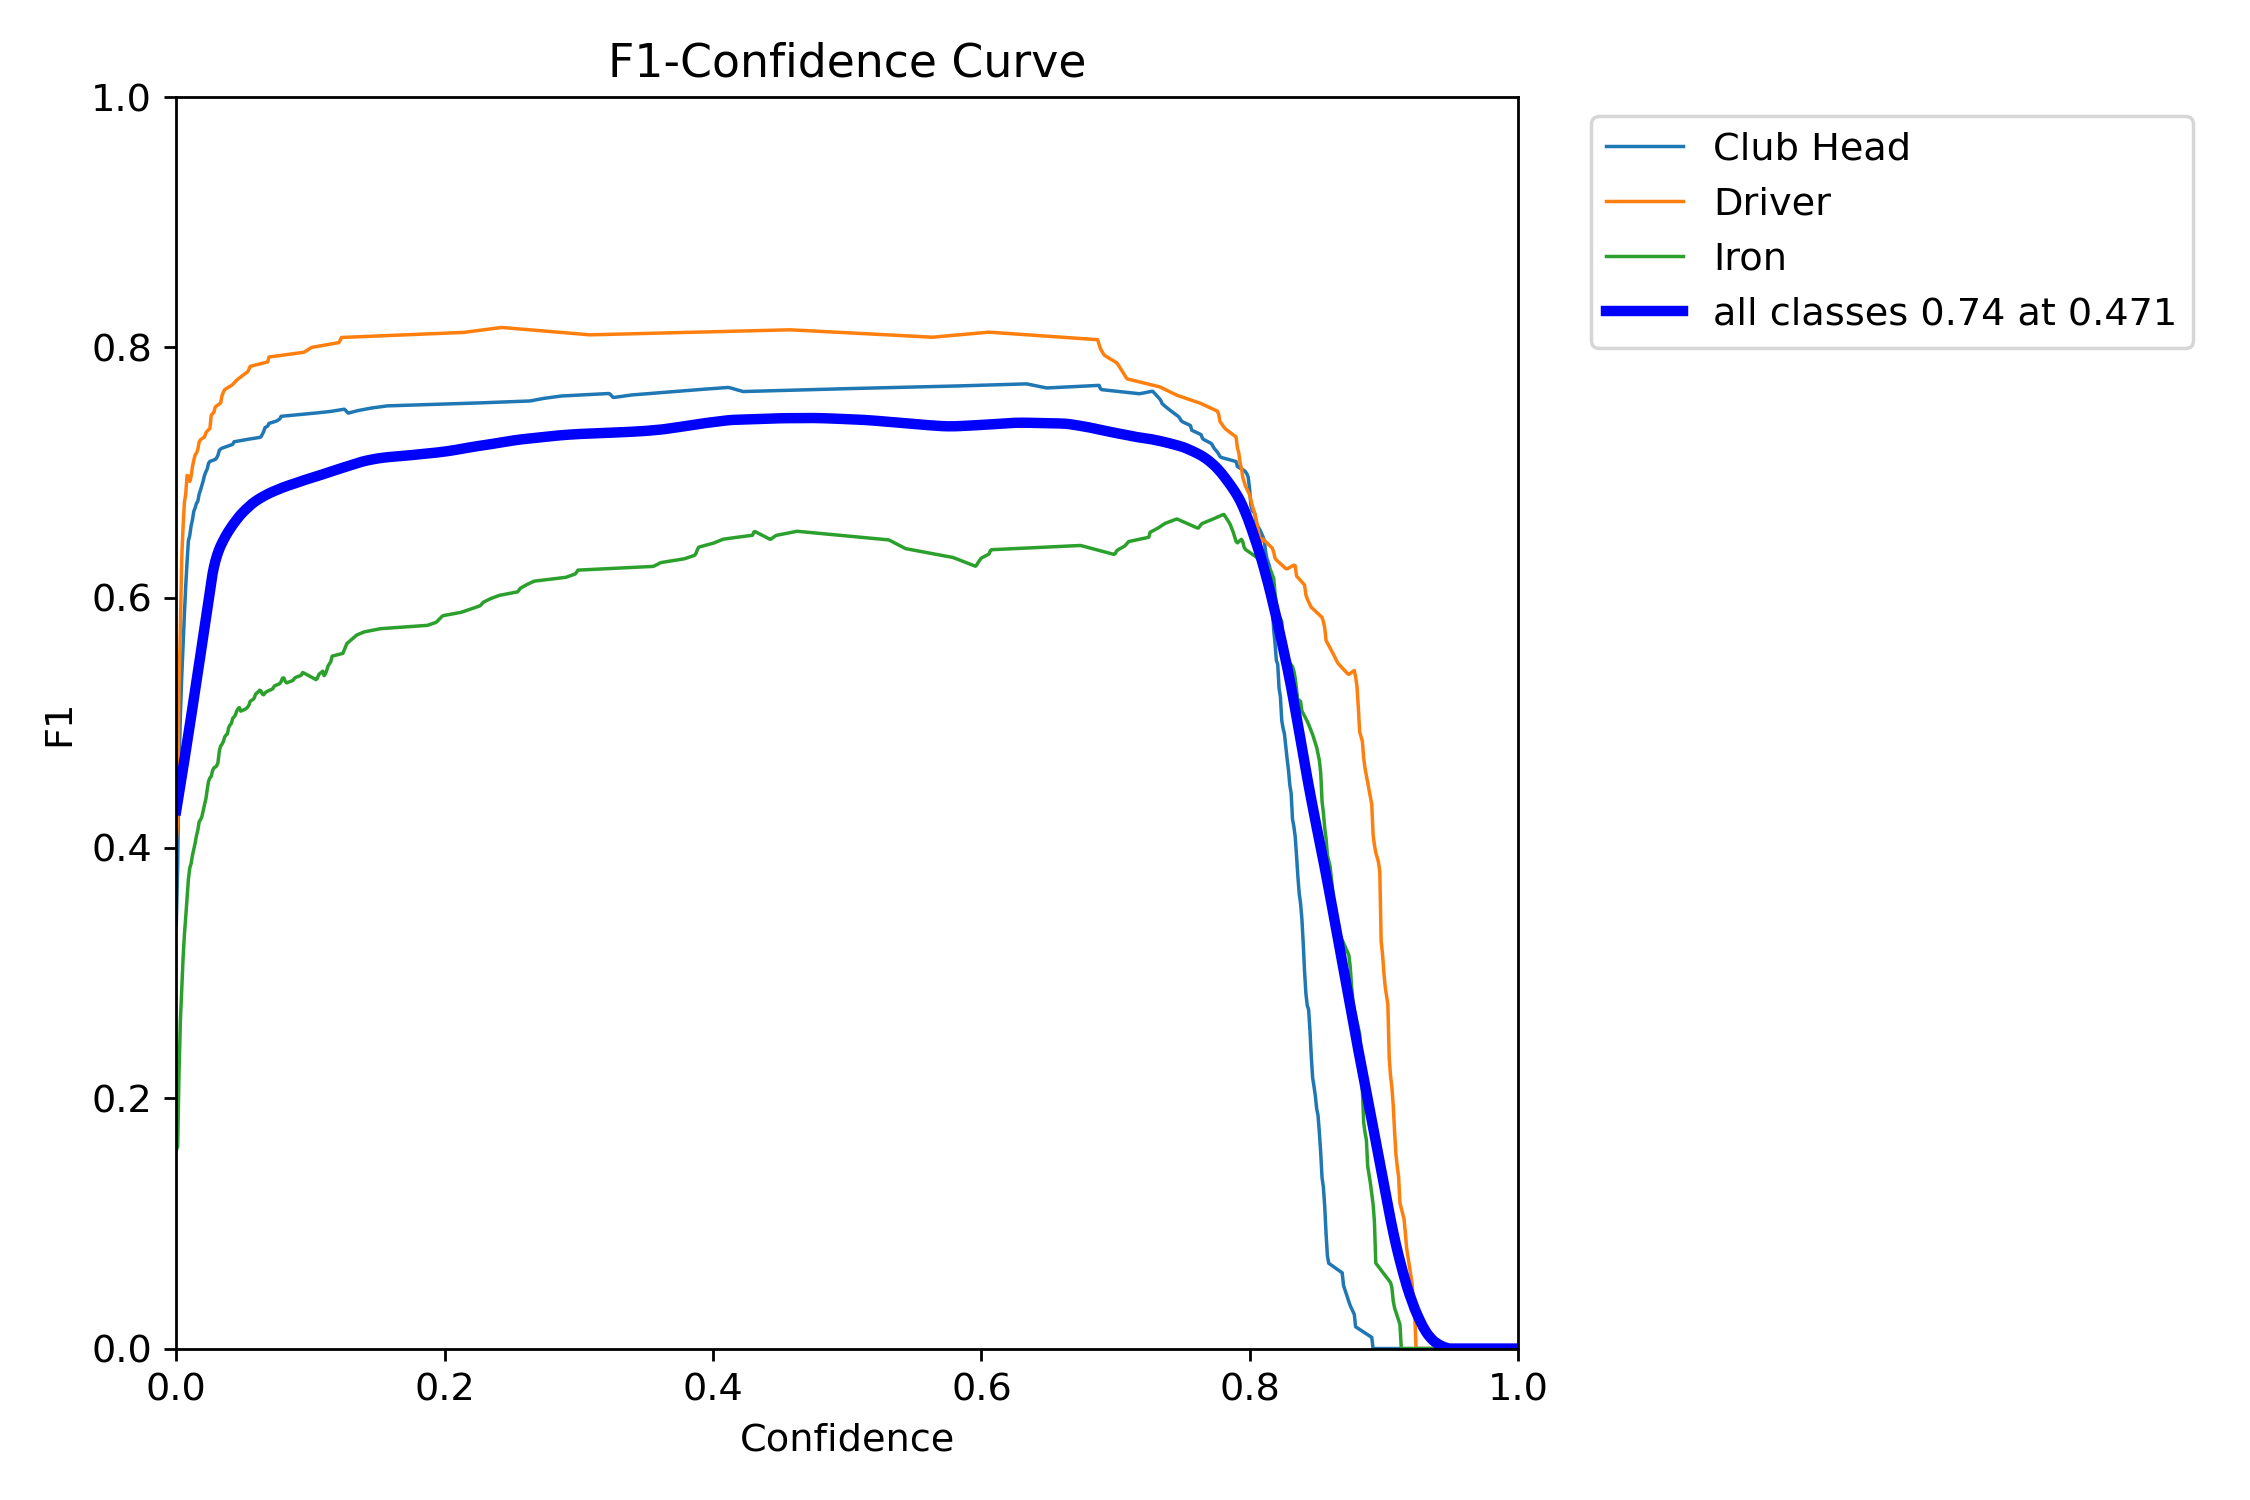 F1-Confidence Curve
1.0
0.8
0.6
0.4
0.2
0.0
F1
0.0 0.2 0.4 0.6 0.8 1.0
Confidence
Club Head
Driver
Iron
all classes 0.74 at 0.471